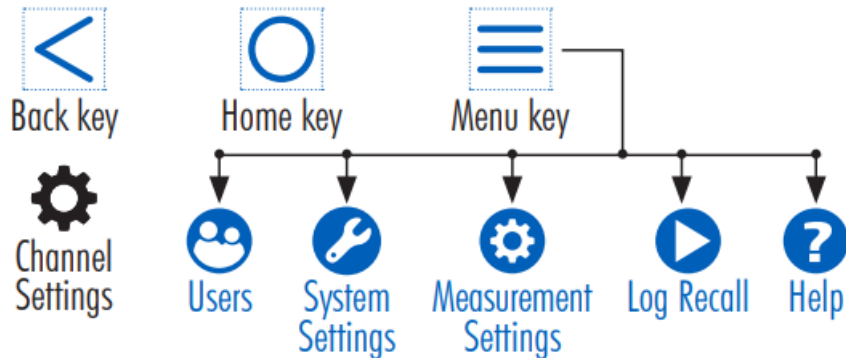 Back key
Home key
Menu key
Channel
Settings
Users
System
Settings
Measurement
Settings
Log Recall
Help